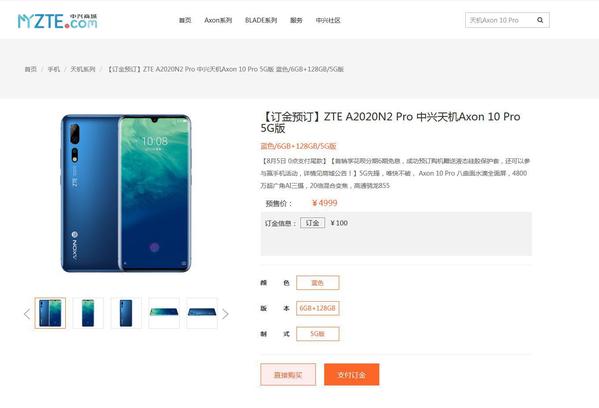 MYZTE.com 中兴商城
首页 Axon系列 BLADE系列 服务 中兴社区
天机Axon 10 Pro
首页 / 手机 / 天机系列 / 【订金预订】ZTE A2020N2 Pro 中兴天机Axon 10 Pro 5G版 蓝色/6GB+128GB/5G版
【订金预订】ZTE A2020N2 Pro 中兴天机Axon 10 Pro
5G版
蓝色/6GB+128GB/5G版
【8月5日 0点支付尾款】【首销享花呗分期6期免息，成功预订购机赠送液态硅胶保护套，还可以参
与赢手机活动，详情见商城公告！】5G先锋，唯快不破， Axon 10 Pro 八曲面水滴全面屏，4800
万超广角AI三摄，20倍混合变焦，高通骁龙855
预售价： ￥4999
订金信息： 订金 ￥100
颜 色 蓝色
版 本 6GB+128GB
制 式 5G版
直接购买 支付订金
10:08
AXON